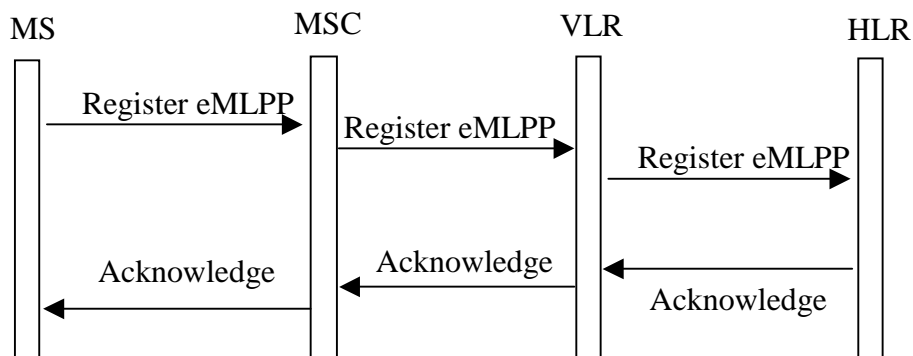 MS
MSC
VLR
HLR
Register eMLPP
Register eMLPP
Register eMLPP
Acknowledge
Acknowledge
Acknowledge